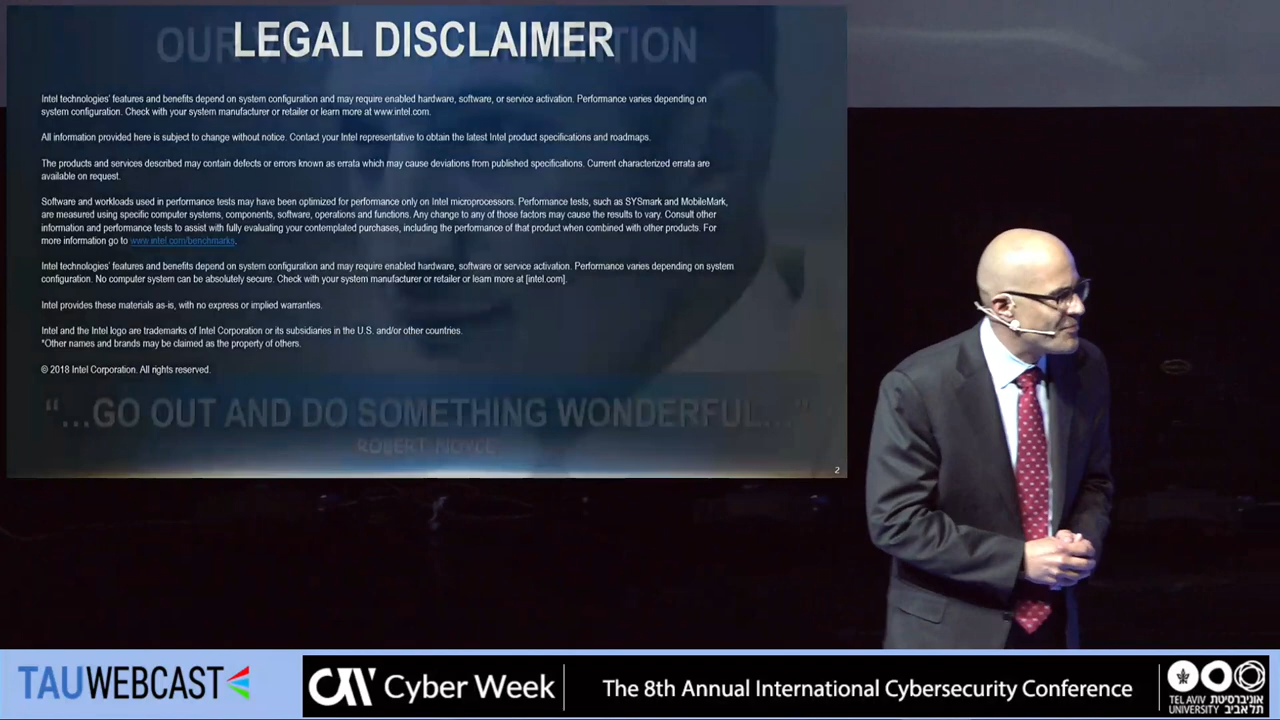 LEGAL DISCLAIMER
Intel technologies' features and benefits depend on system configuration and may require enabled hardware, software, or service activation. Performance varies depending on
system configuration. Check with your system manufacturer or retailer or learn more at www.intel.com.
All information provided here is subject to change without notice. Contact your Intel representative to obtain the latest Intel product specifications and roadmaps.
The products and services described may contain defects or errors known as errata which may cause deviations from published specifications. Current characterized errata are
available on request.
Software and workloads used in performance tests may have been optimized for performance only on Intel microprocessors. Performance tests, such as SYSmark and MobileMark,
are measured using specific computer systems, components, software, operations and functions. Any change to any of those factors may cause the results to vary. Consult other
information and performance tests to assist with fully evaluating your contemplated purchases, including the performance of that product when combined with other products. For
more information go to www.intel.com/benchmarks.
Intel technologies' features and benefits depend on system configuration and may require enabled hardware, software or service activation. Performance varies depending on system
configuration. No computer system can be absolutely secure. Check with your system manufacturer or retailer or learn more at [intel.com].
Intel provides these materials as-is, with no express or implied warranties.
Intel and the Intel logo are trademarks of Intel Corporation or its subsidiaries in the U.S. and/or other countries.
*Other names and brands may be claimed as the property of others.
© 2018 Intel Corporation. All rights reserved.
"...GO OUT AND DO SOMETHING WONDERFUL..."
ROBERT NOYCE
2
TAUWEBCAST
Cyber Week
The 8th Annual International Cybersecurity Conference
TEL AVIV אוניברסיטת
UNIVERSITY תל אביב